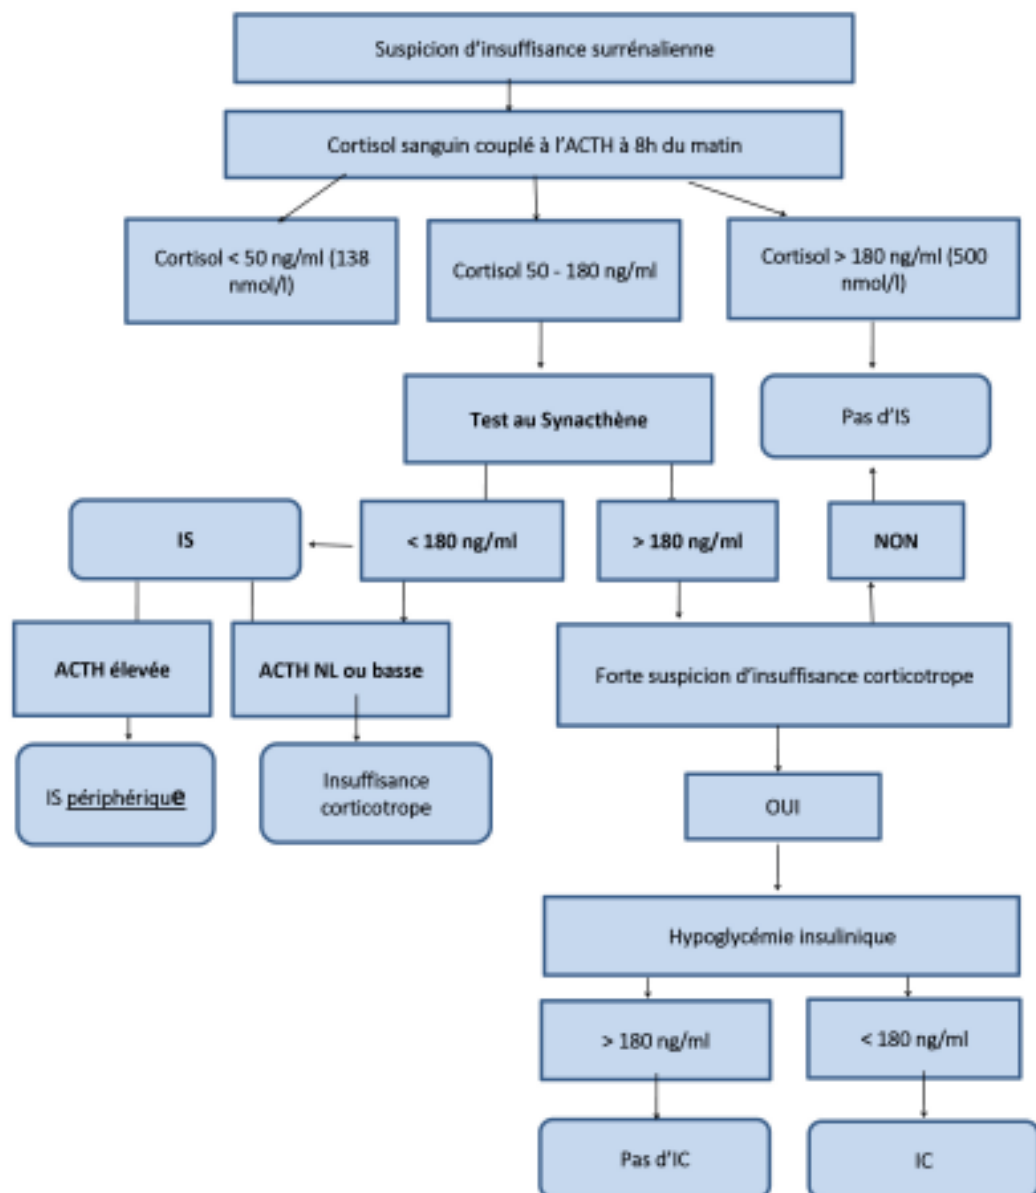 Suspicion d'insuffisance surrénalienne
Cortisol sanguin couplé à l'ACTH à 8h du matin
Cortisol < 50 ng/ml (138
nmol/l)
Cortisol 50 - 180 ng/ml
Cortisol > 180 ng/ml (500
nmol/l)
Test au Synacthène
Pas d'IS
IS
< 180 ng/ml
> 180 ng/ml
NON
ACTH élevée
ACTH NL ou basse
Forte suspicion d'insuffisance corticotrope
IS périphérique
Insuffisance
corticotrope
OUI
Hypoglycémie insulinique
> 180 ng/ml
< 180 ng/ml
Pas d'IC
IC